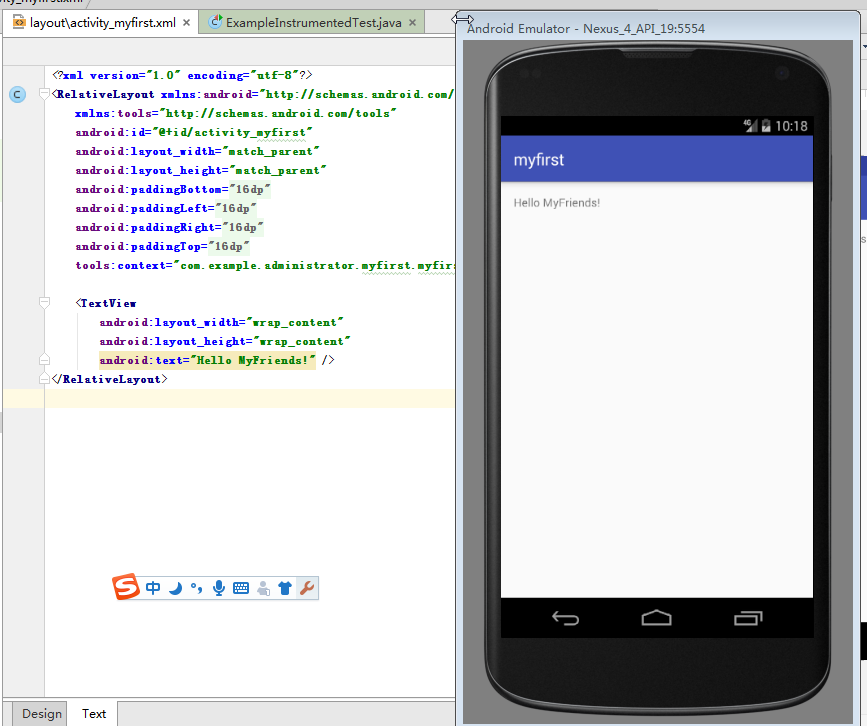 vity_myfirst.xml
layout\activity_myfirst.xml × ExampleInstrumentedTest.java ×
<?xml version="1.0" encoding="utf-8"?>
C
<RelativeLayout xmlns:android="http://schemas.android.com/
xmlns:tools="http://schemas.android.com/tools"
android:id="@+id/activity_myfirst"
android:layout_width="match_parent"
android:layout_height="match_parent"
android:paddingBottom="16dp"
android:paddingLeft="16dp"
android:paddingRight="16dp"
android:paddingTop="16dp"
tools:context="com.example.administrator.myfirst.myfirs
<TextView
android:layout_width="wrap_content"
android:layout_height="wrap_content"
android:text="Hello MyFriends!" />
</RelativeLayout>
S 中
Design Text
Android Emulator - Nexus_4_API_19:5554
4G 10:18
myfirst
Hello MyFriends!